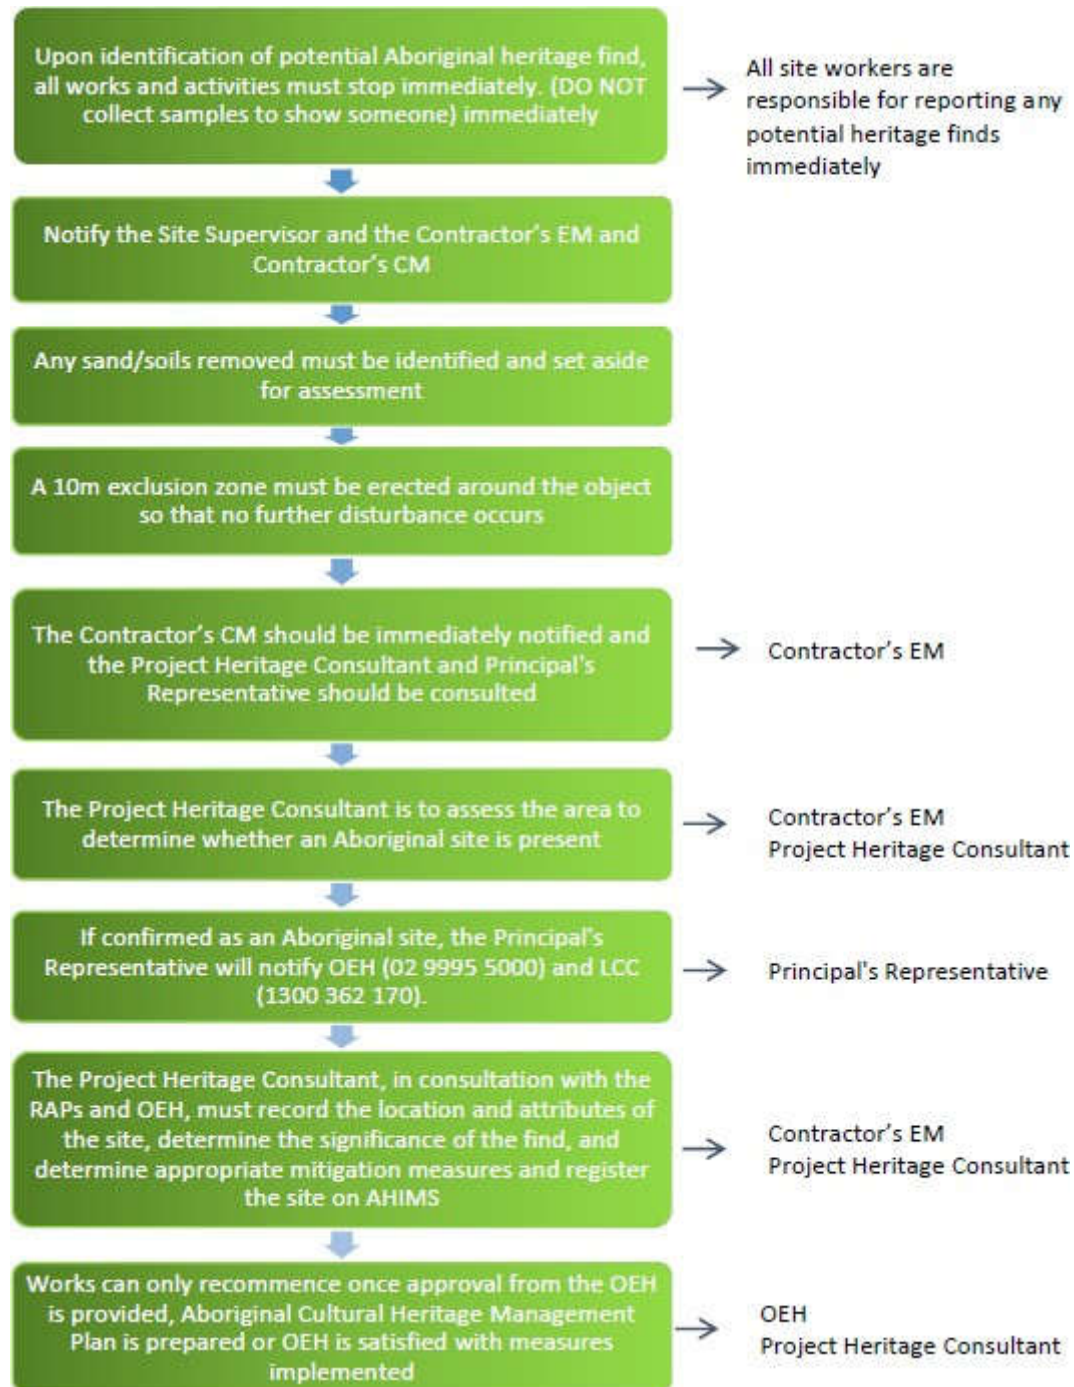 Upon identification of potential Aboriginal heritage find,
all works and activities must stop immediately. (DO NOT
collect samples to show someone) immediately
All site workers are
responsible for reporting any
potential heritage finds
immediately
Notify the Site Supervisor and the Contractor’s EM and
Contractor’s CM
Any sand/soils removed must be identified and set aside
for assessment
A 10m exclusion zone must be erected around the object
so that no further disturbance occurs
The Contractor’s CM should be immediately notified and
the Project Heritage Consultant and Principal's
Representative should be consulted
Contractor’s EM
The Project Heritage Consultant is to assess the area to
determine whether an Aboriginal site is present
Contractor’s EM
Project Heritage Consultant
If confirmed as an Aboriginal site, the Principal's
Representative will notify OEH (02 9995 5000) and LCC
(1300 362 170).
Principal's Representative
The Project Heritage Consultant, in consultation with the
RAPs and OEH, must record the location and attributes of
the site, determine the significance of the find, and
determine appropriate mitigation measures and register
the site on AHIMS
Contractor’s EM
Project Heritage Consultant
Works can only recommence once approval from the OEH
is provided, Aboriginal Cultural Heritage Management
Plan is prepared or OEH is satisfied with measures
implemented
OEH
Project Heritage Consultant